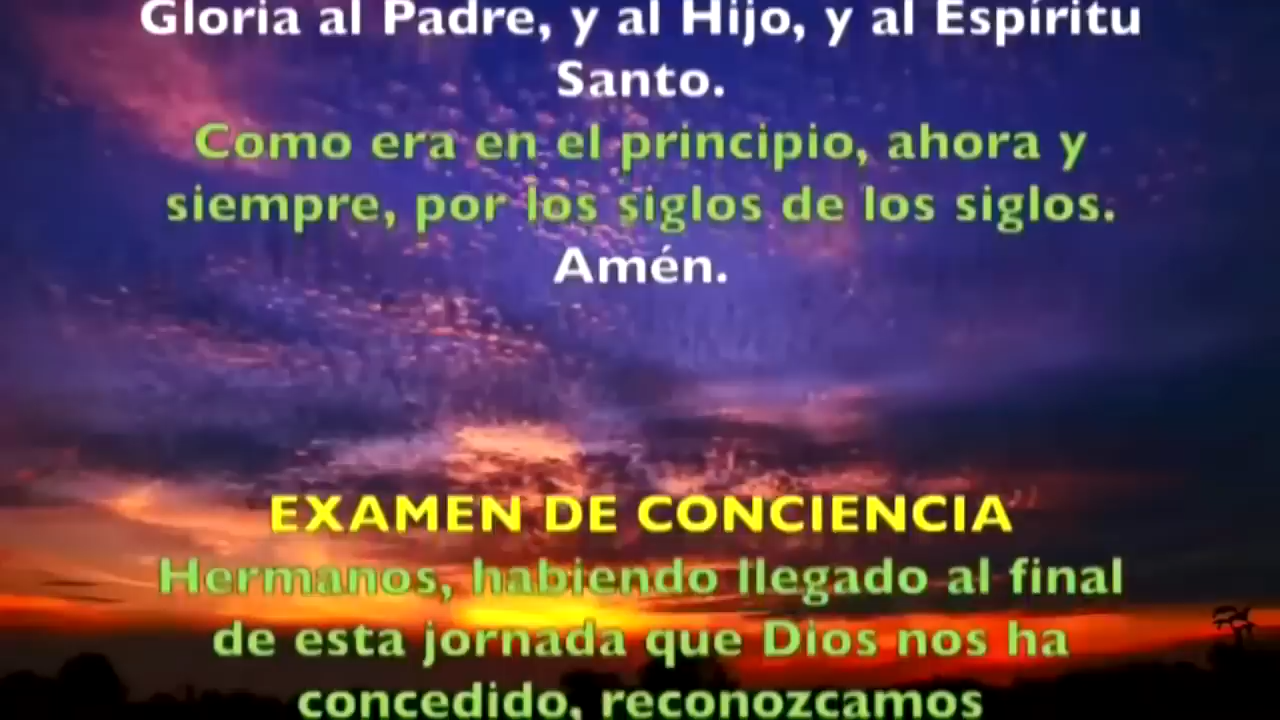 Gloria al Padre, y al Hijo, y al Espíritu
Santo.
Como era en el principio, ahora y
siempre, por los siglos de los siglos.
Amén.
EXAMEN DE CONCIENCIA
Hermanos, habiendo llegado al final
de esta jornada que Dios nos ha
concedido, reconozcamos